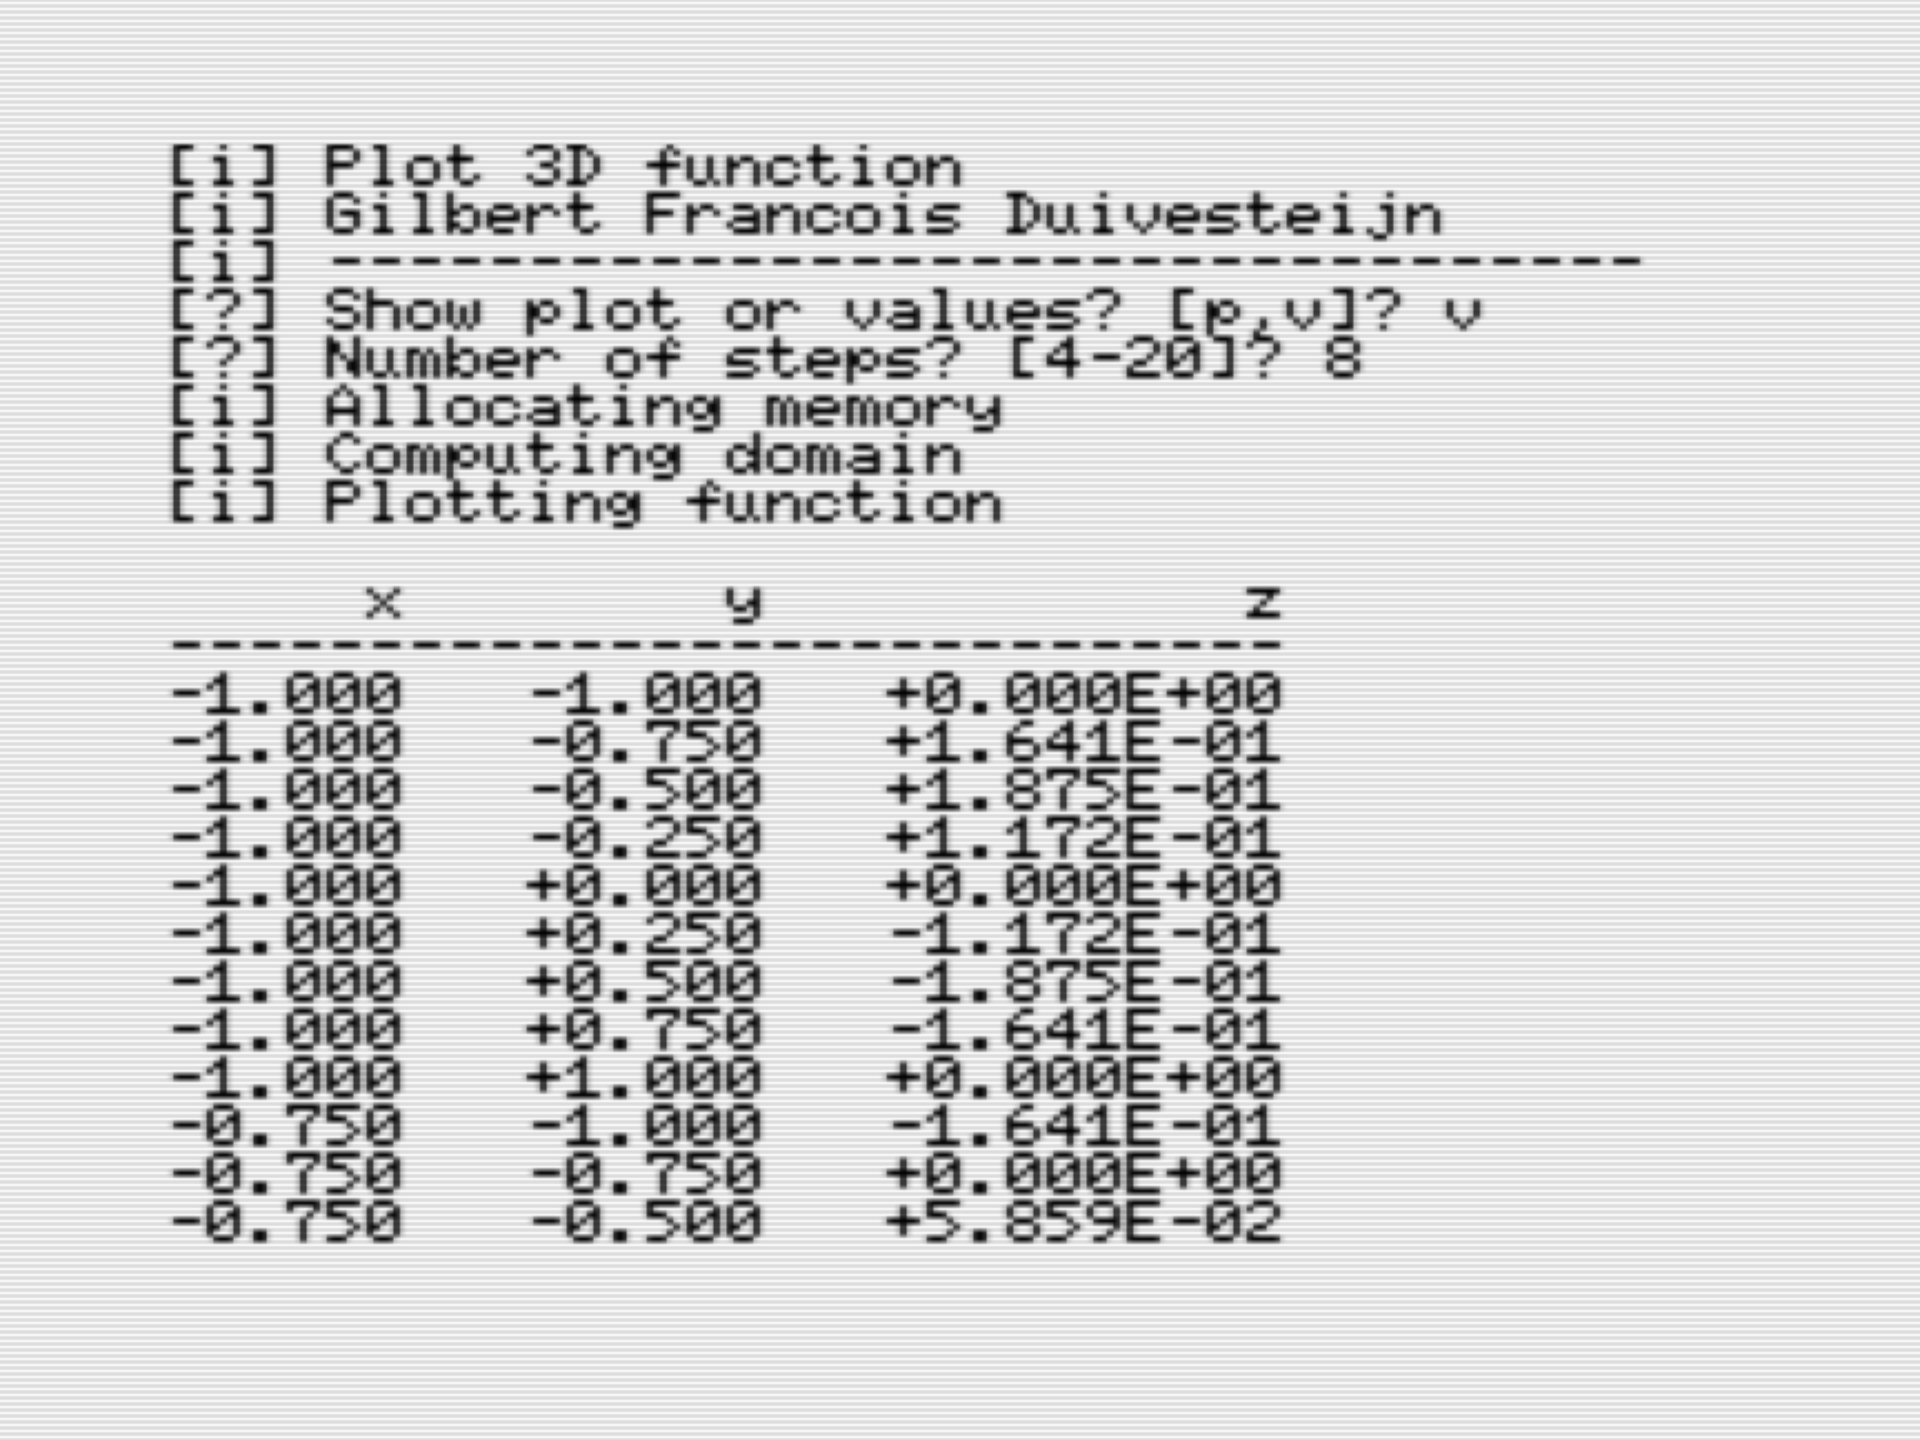 [i] Plot 3D function
[i] Gilbert Francois Duivesteijn
[i] ---------------------------------
[?] Show plot or values? [p,v]? v
[?] Number of steps? [4-20]? 8
[i] Allocating memory
[i] Computing domain
[i] Plotting function
x y z
----------------------------
-1.000 -1.000 +0.000E+00
-1.000 -0.750 +1.641E-01
-1.000 -0.500 +1.875E-01
-1.000 -0.250 +1.172E-01
-1.000 +0.000 +0.000E+00
-1.000 +0.250 -1.172E-01
-1.000 +0.500 -1.875E-01
-1.000 +0.750 -1.641E-01
-1.000 +1.000 +0.000E+00
-0.750 -1.000 -1.641E-01
-0.750 -0.750 +0.000E+00
-0.750 -0.500 +5.859E-02